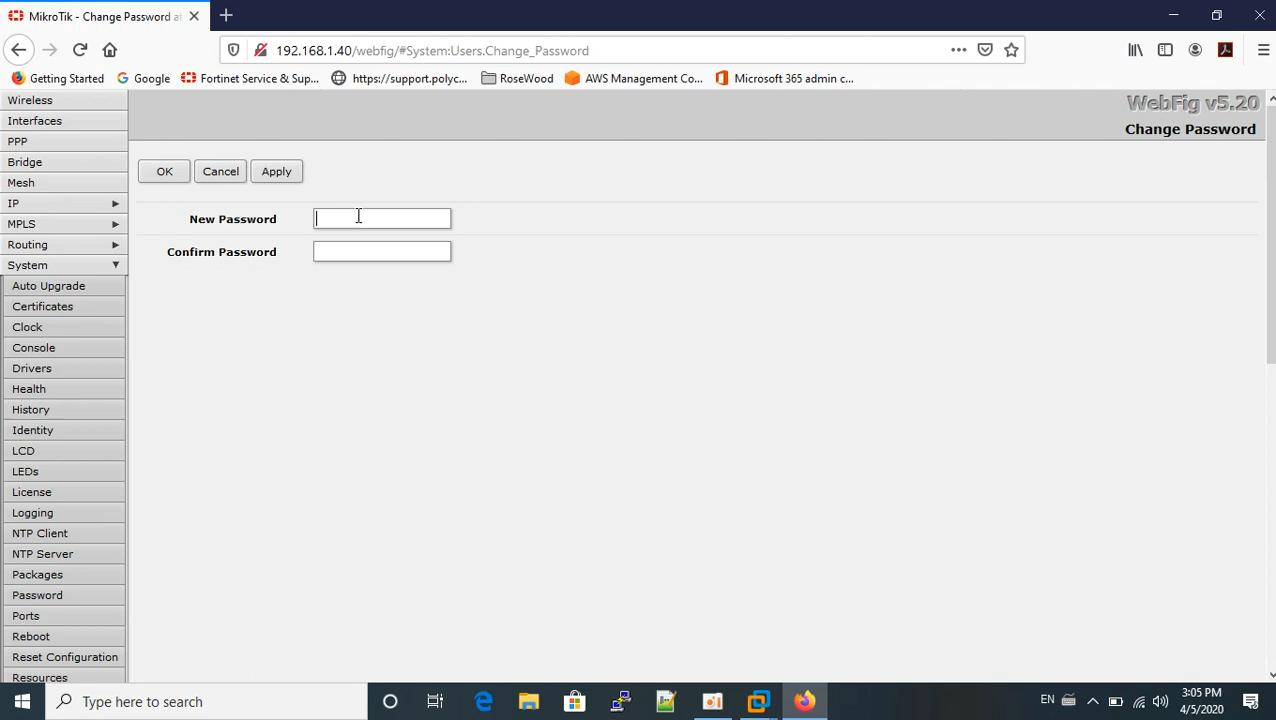 MikroTik - Change Password a
192.168.1.40/webfig/#System:Users.Change_Password
Getting Started
Google
Fortinet Service & Sup...
https://support.polyc...
RoseWood
AWS Management Co...
Microsoft 365 admin c...
Wireless
Interfaces
PPP
Bridge
Mesh
IP
MPLS
Routing
System
Auto Upgrade
Certificates
Clock
Console
Drivers
Health
History
Identity
LCD
LEDs
License
Logging
NTP Client
NTP Server
Packages
Password
Ports
Reboot
Reset Configuration
Resources
WebFig v5.20
Change Password
OK
Cancel
Apply
New Password
Confirm Password
Type here to search
EN
3:05 PM
4/5/2020